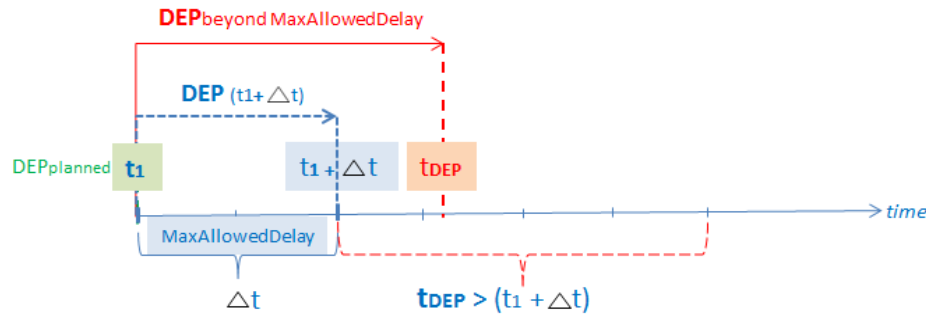 DEPbeyond MaxAllowedDelay
DEP (t1+ △t)
DEPplanned
t1
t1 + △t
tDEP
time
MaxAllowedDelay
△t
tDEP > (t1 + △t)